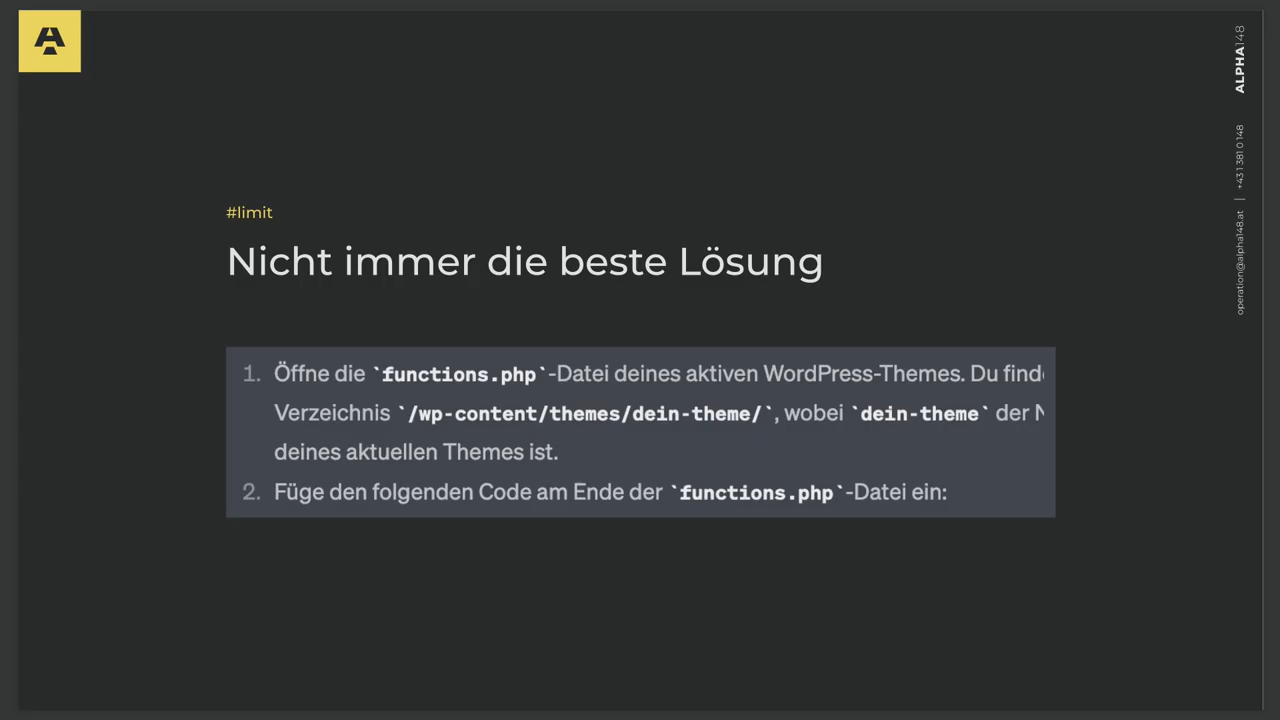 #limit
Nicht immer die beste Lösung
1. Öffne die `functions.php`-Datei deines aktiven WordPress-Themes. Du
Verzeichnis `/wp-content/themes/dein-theme/`, wobei `dein-theme` der
deines aktuellen Themes ist.
2. Füge den folgenden Code am Ende der `functions.php`-Datei ein:
ALPHA148
operation@alpha148.at | +43 1 381 0 148